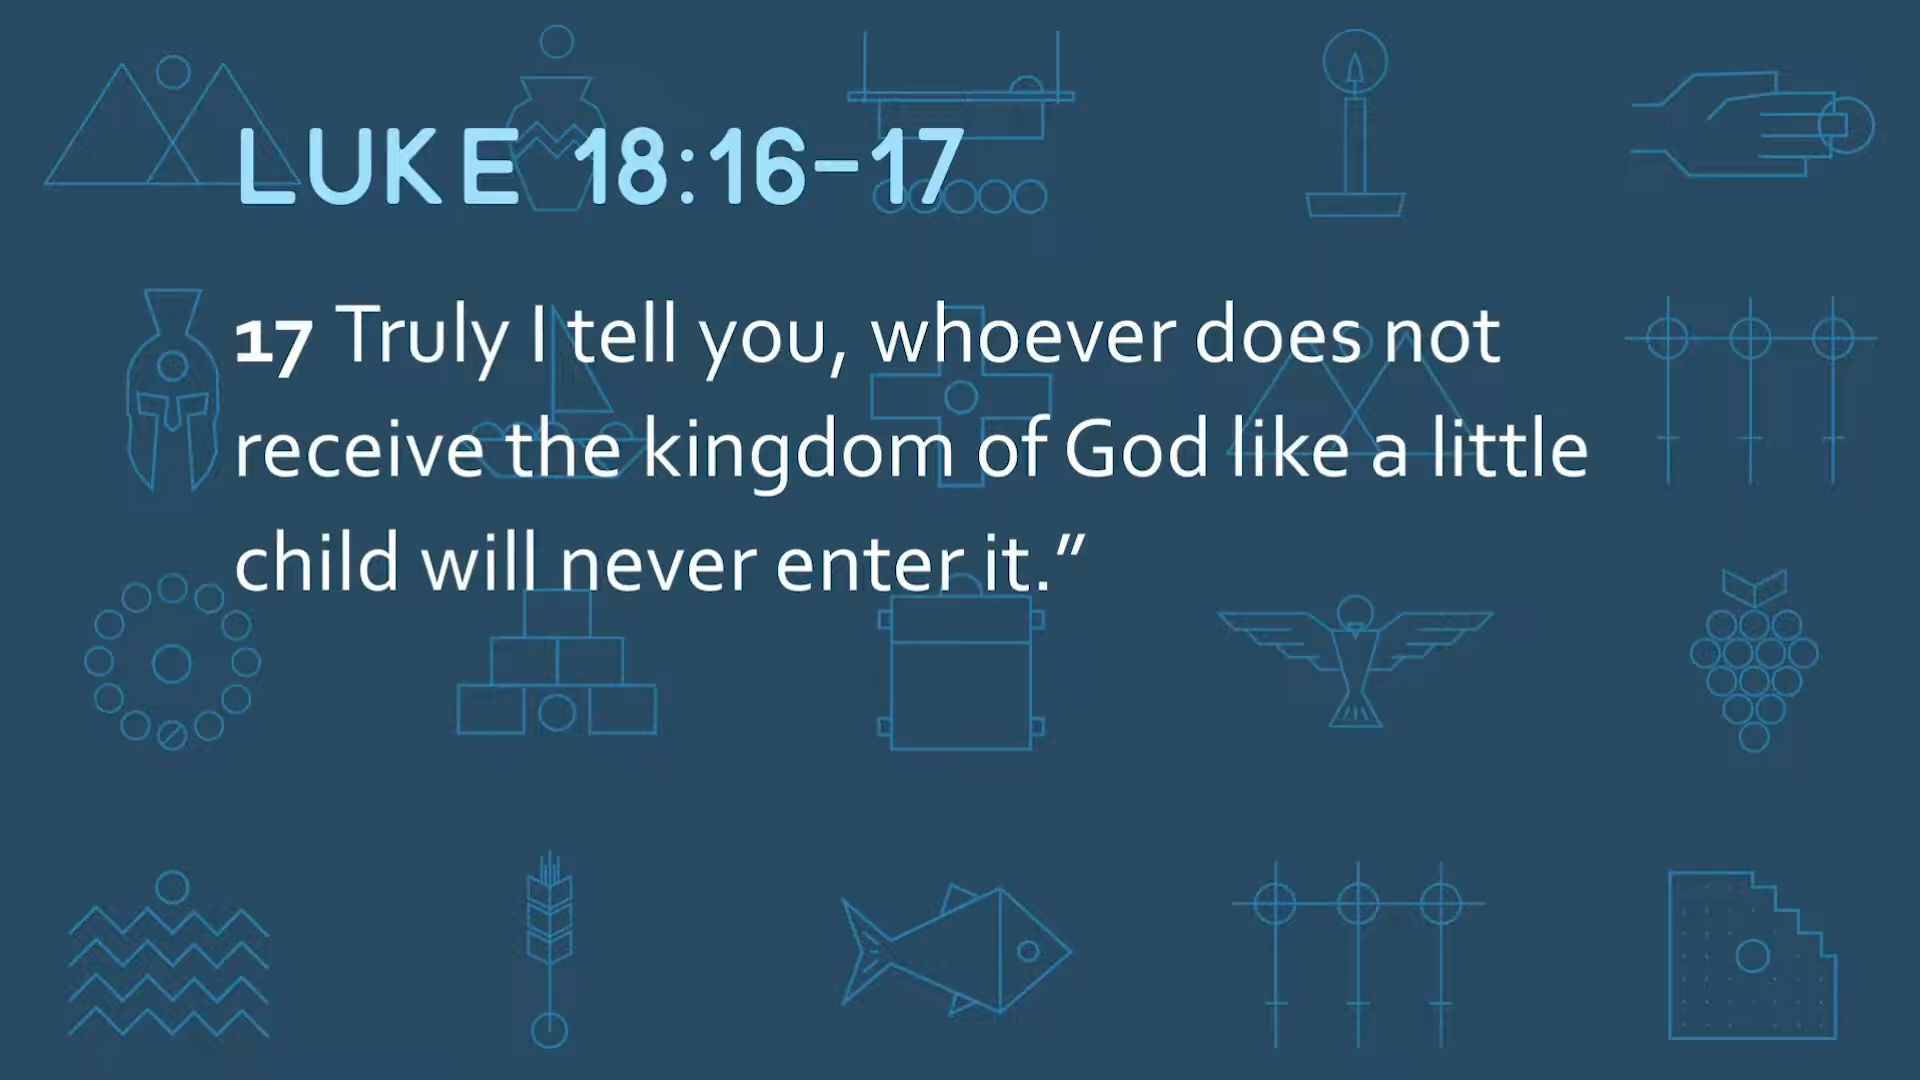 LUKE 18:16-17
17 Truly I tell you, whoever does not
receive the kingdom of God like a little
child will never enter it.”